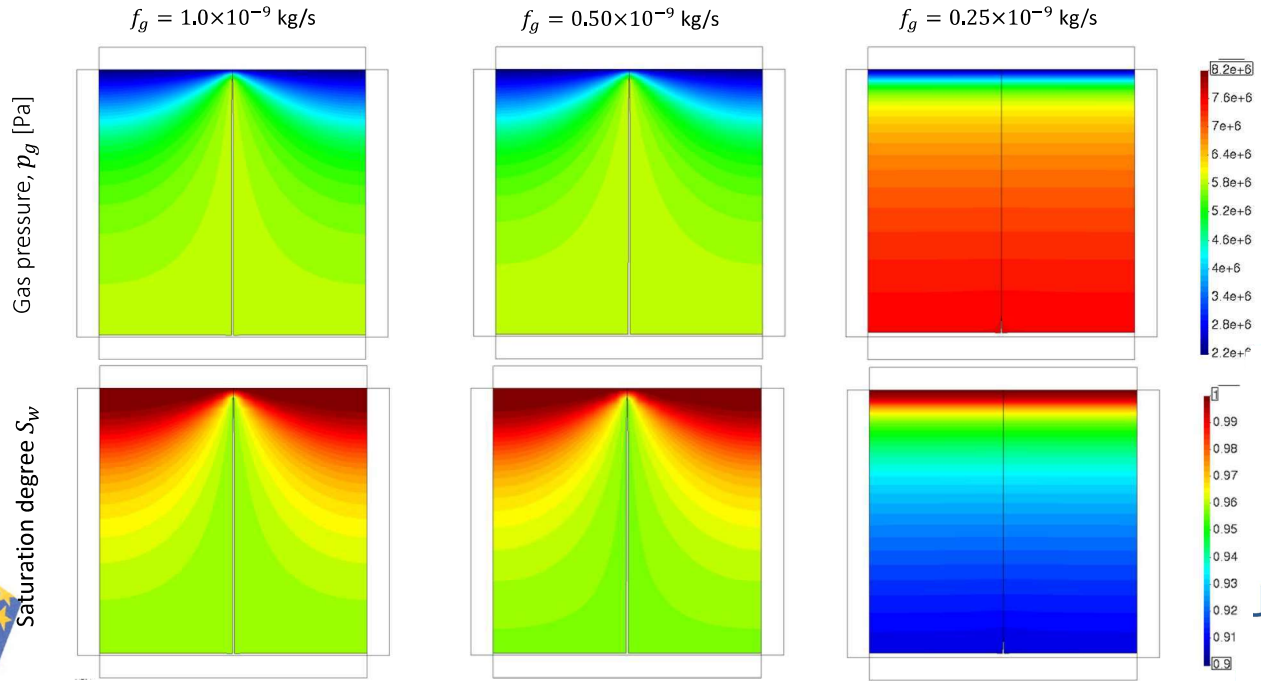 f_g = 1.0×10⁻⁹ kg/s
f_g = 0.50×10⁻⁹ kg/s
f_g = 0.25×10⁻⁹ kg/s
Gas pressure, p_g [Pa]
8.2e+6
7.6e+6
7e+6
6.4e+6
5.8e+6
5.2e+6
4.6e+6
4e+6
3.4e+6
2.8e+6
Saturation degree S_w
1
0.99
0.98
0.97
0.96
0.95
0.94
0.93
0.92
0.91
0.9